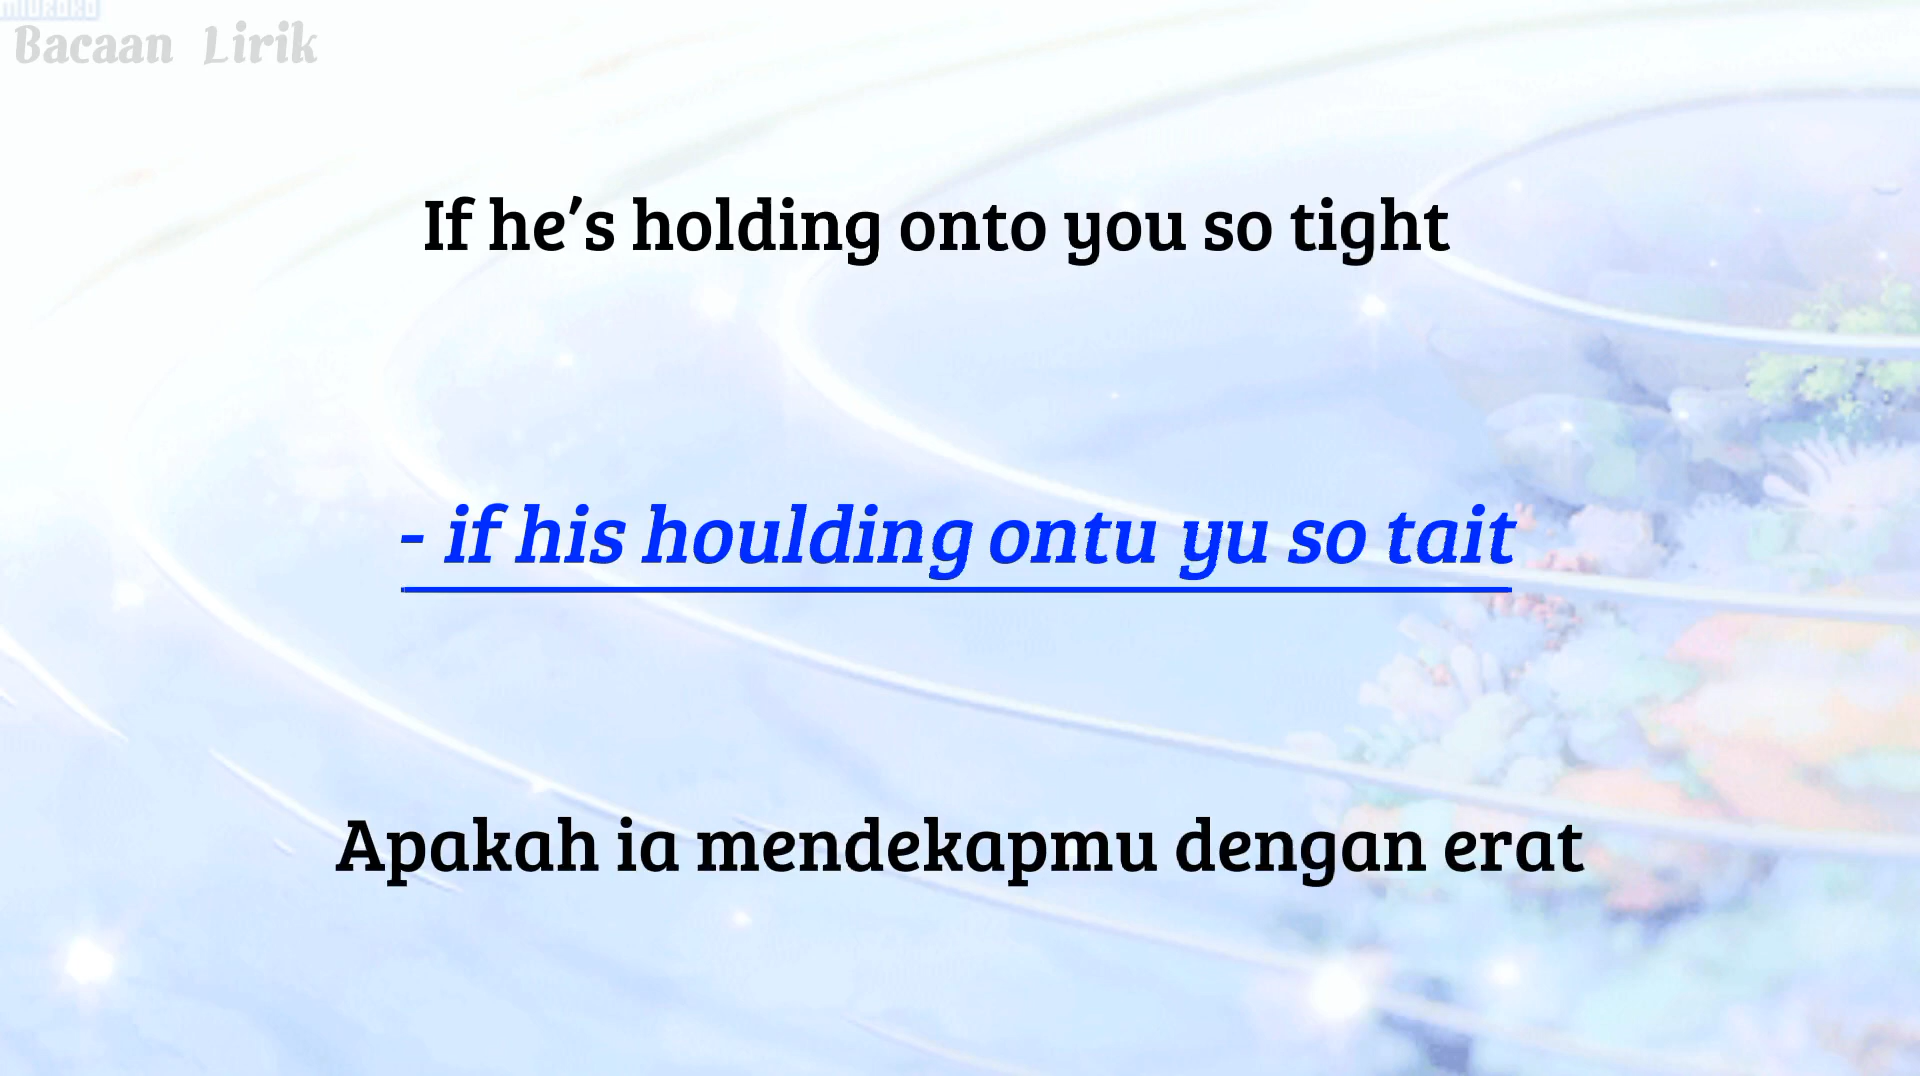 MIUROKO
Bacaan Lirik
If he's holding onto you so tight
- if his houlding ontu yu so tait
Apakah ia mendekapmu dengan erat